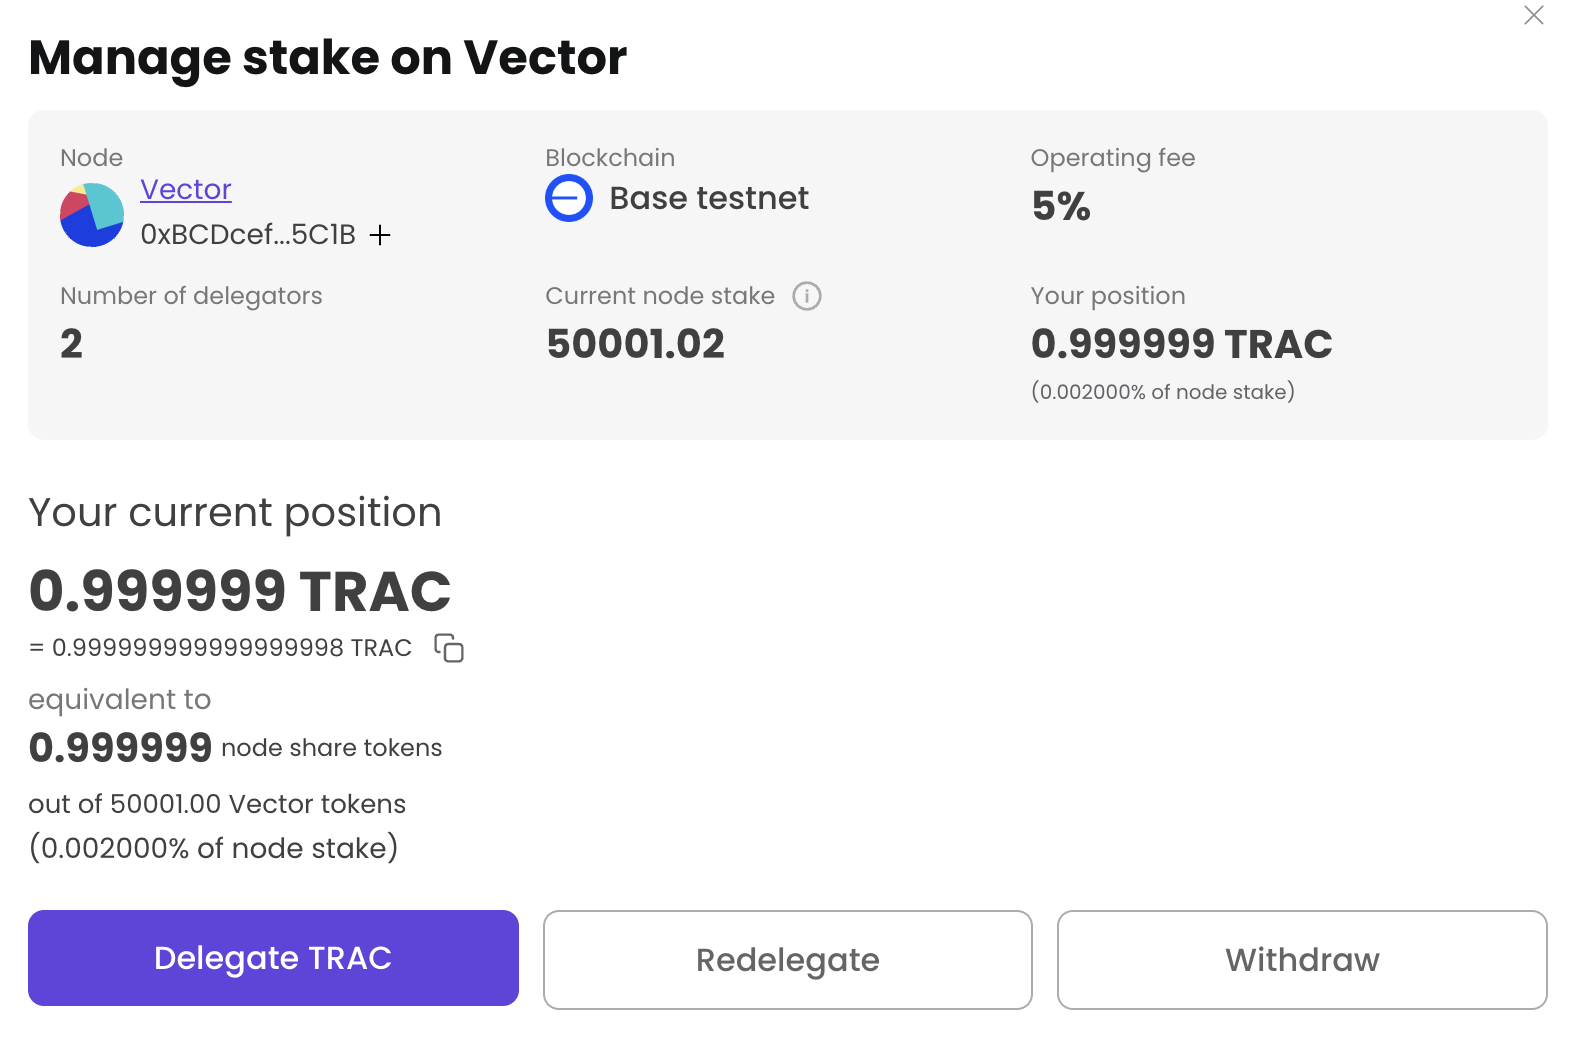 Manage stake on Vector
Node
Vector
0xBCDcef...5C1B
Blockchain
Base testnet
Operating fee
5%
Number of delegators
2
Current node stake
50001.02
Your position
0.999999 TRAC
(0.002000% of node stake)
Your current position
0.999999 TRAC
= 0.999999999999999998 TRAC
equivalent to
0.999999 node share tokens
out of 50001.00 Vector tokens
(0.002000% of node stake)
Delegate TRAC
Redelegate
Withdraw